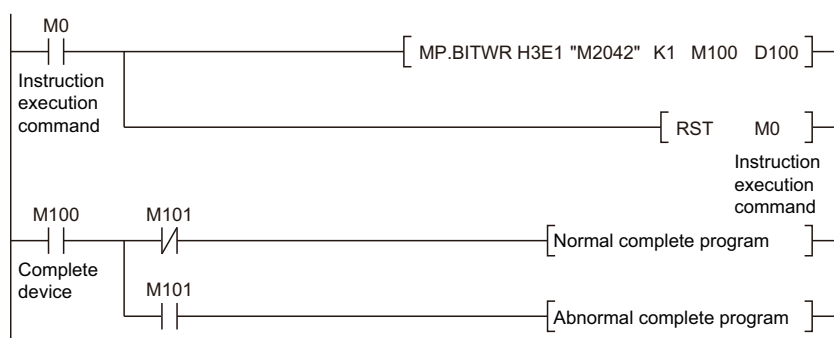 M0
MP.BITWR H3E1 "M2042" K1 M100 D100
Instruction
execution
command
RST M0
Instruction
execution
command
M100 M101
Normal complete program
Complete
device
M101
Abnormal complete program